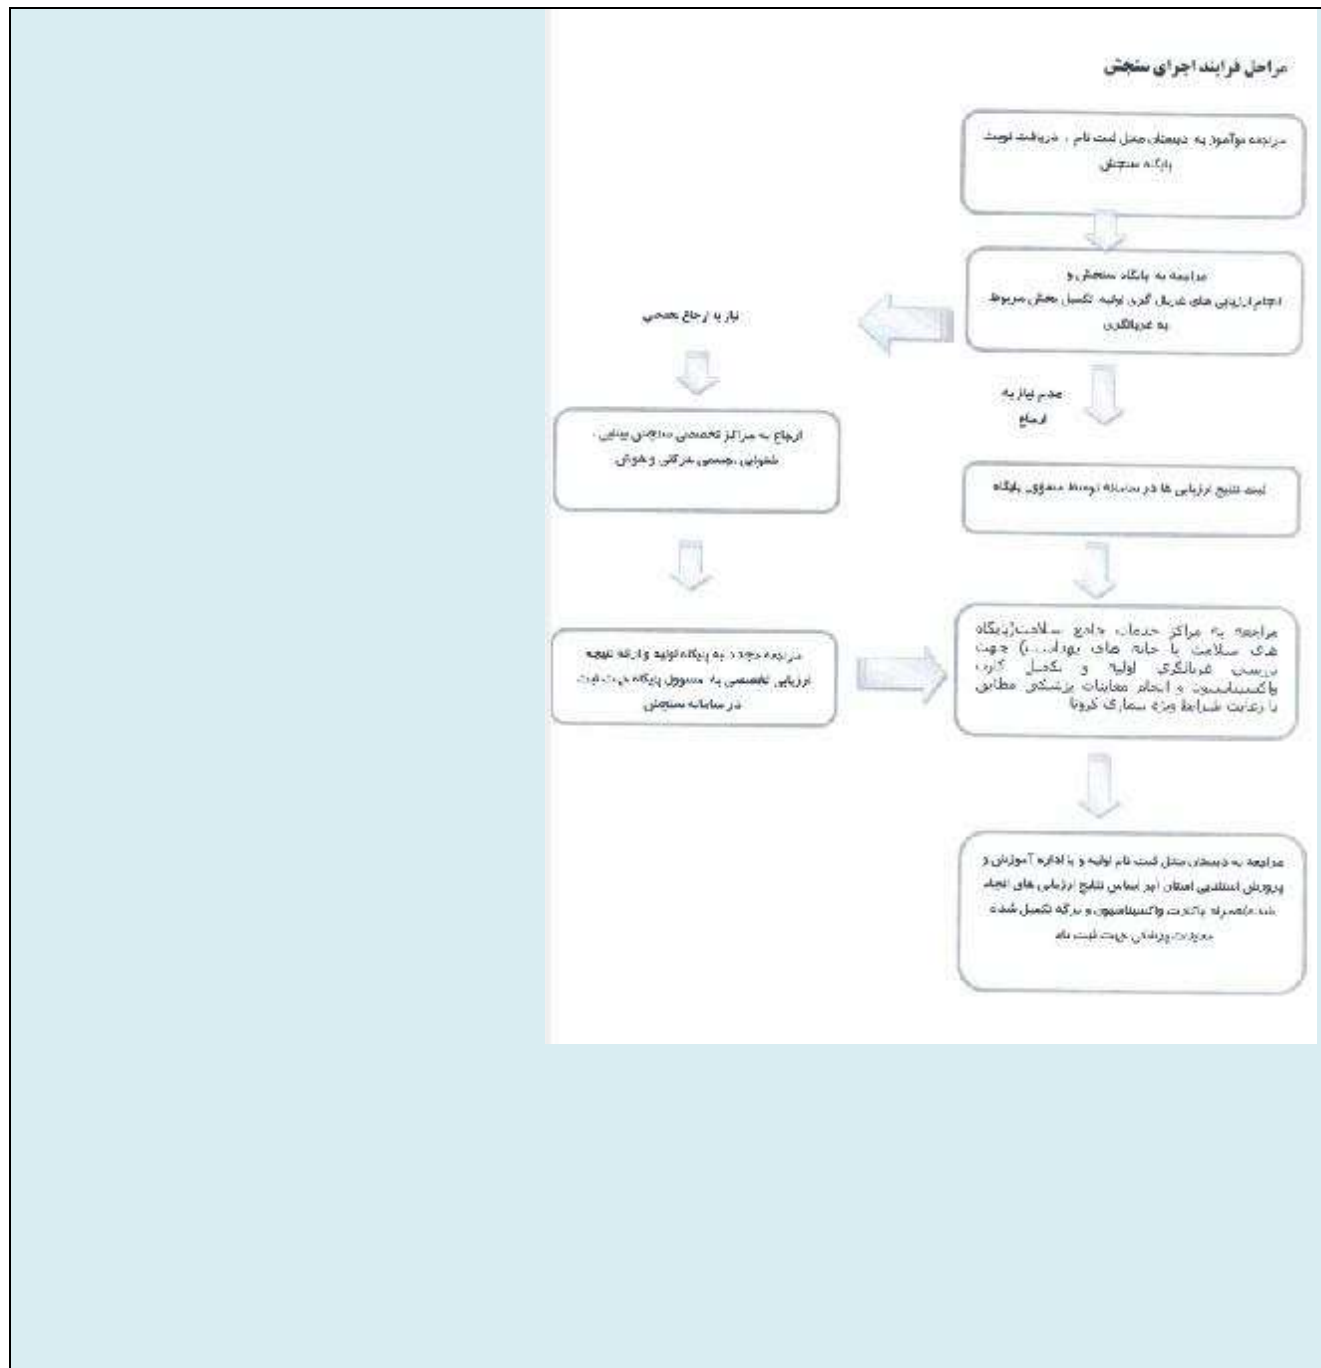 مراحل فرایند اجرای سنجش
مراجعه نوآموز به دبستان محل ثبت نام ، دریافت نوبت
پایگاه سنجش
مراجعه به پایگاه سنجش و
انجام ارزیابی های غربال گری اولیه، تکمیل بخش مربوط
به غربالگری
نیاز به ارجاع تخصصی
عدم نیاز به
ارجاع
ارجاع به مراکز تخصصی سنجش بینایی ،
شنوایی ،جسمی حرکتی و هوش
ثبت نتایج ارزیابی ها در سامانه توسط مسؤول پایگاه
مراجعه مجدد به پایگاه اولیه و ارائه نتیجه
ارزیابی تخصصی به مسوول پایگاه جهت ثبت
در سامانه سنجش
مراجعه به مراکز خدمات جامع سلامت(پایگاه
های سلامت یا خانه های بهداشت) جهت
بررسی غربالگری اولیه و تکمیل کارت
واکسیناسیون و انجام معاینات پزشکی مطابق
با رعایت شرایط ویژه بیماری کرونا
مراجعه به دبستان محل ثبت نام اولیه و یا اداره آموزش و
پرورش استثنایی استان (بر اساس نتایج ارزیابی های انجام
شده)همراه باکارت واکسیناسیون و برگه تکمیل شده
معاینات پزشکی جهت ثبت نام